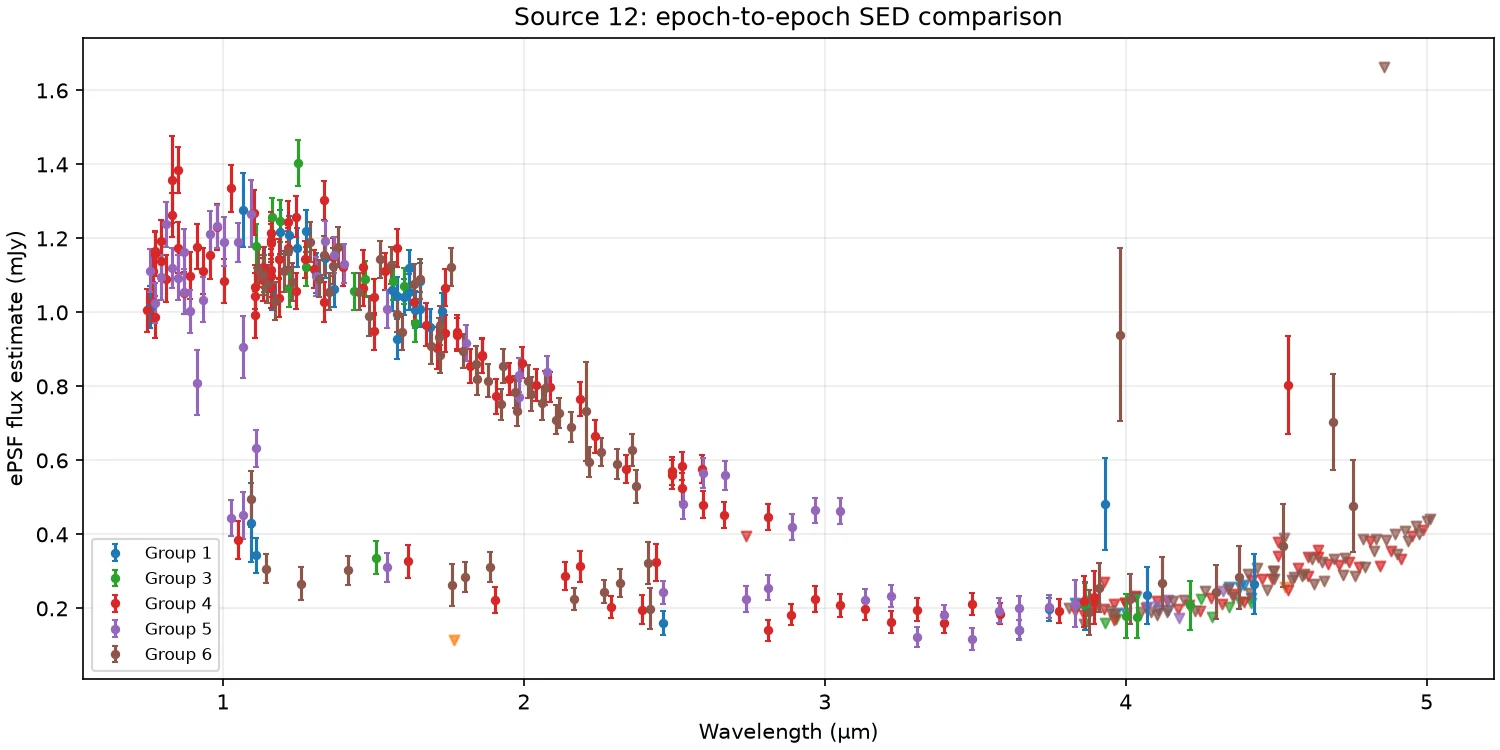 Source 12: epoch-to-epoch SED comparison
ePSF flux estimate (mJy)
1.6
1.4
1.2
1.0
0.8
0.6
0.4
0.2
Group 1
Group 3
Group 4
Group 5
Group 6
1 2 3 4 5
Wavelength (μm)